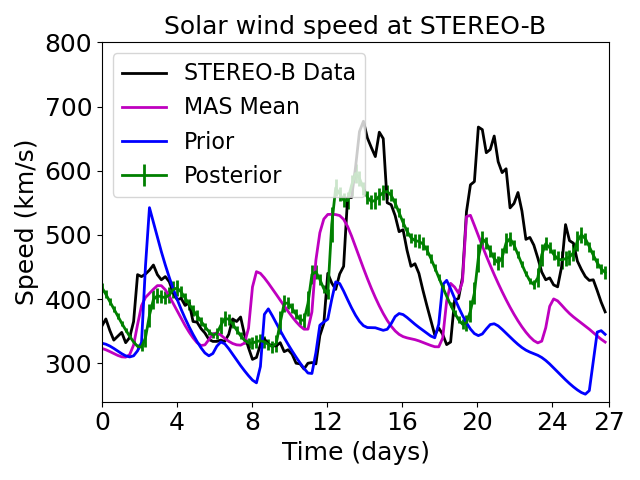 Solar wind speed at STEREO-B
Speed (km/s)
800
700
600
500
400
300
STEREO-B Data
MAS Mean
Prior
Posterior
0 4 8 12 16 20 24 27
Time (days)